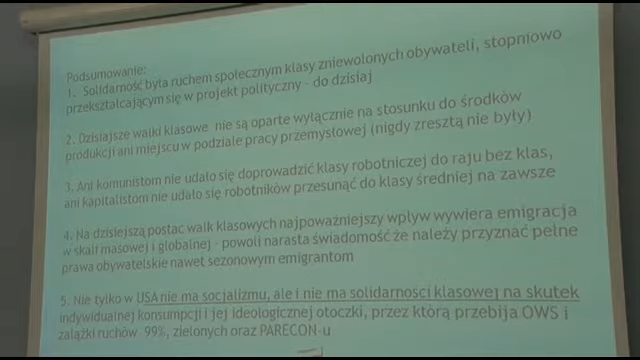 Podsumowanie:
1. Solidarność była ruchem społecznym klasy zniewolonych obywateli, stopniowo
przekształcającym się w projekt polityczny - do dzisiaj
2. Dzisiejsze walki klasowe nie są oparte wyłącznie na stosunku do środków
produkcji ani miejscu w podziale pracy przemysłowej (nigdy zresztą nie były)
3. Ani komunistom nie udało się doprowadzić klasy robotniczej do raju bez klas,
ani kapitalistom nie udało się robotników przesunąć do klasy średniej na zawsze
4. Na dzisiejszą postać walk klasowych najpoważniejszy wpływ wywiera emigracja
w skali masowej i globalnej - powoli narasta świadomość że należy przyznać pełne
prawa obywatelskie nawet sezonowym emigrantom
5. Nie tylko w USA nie ma socjalizmu, ale i nie ma solidarności klasowej na skutek
indywidualnej konsumpcji i jej ideologicznej otoczki, przez którą przebija OWS i
zalążki ruchów 99%, zielonych oraz PARECON-u